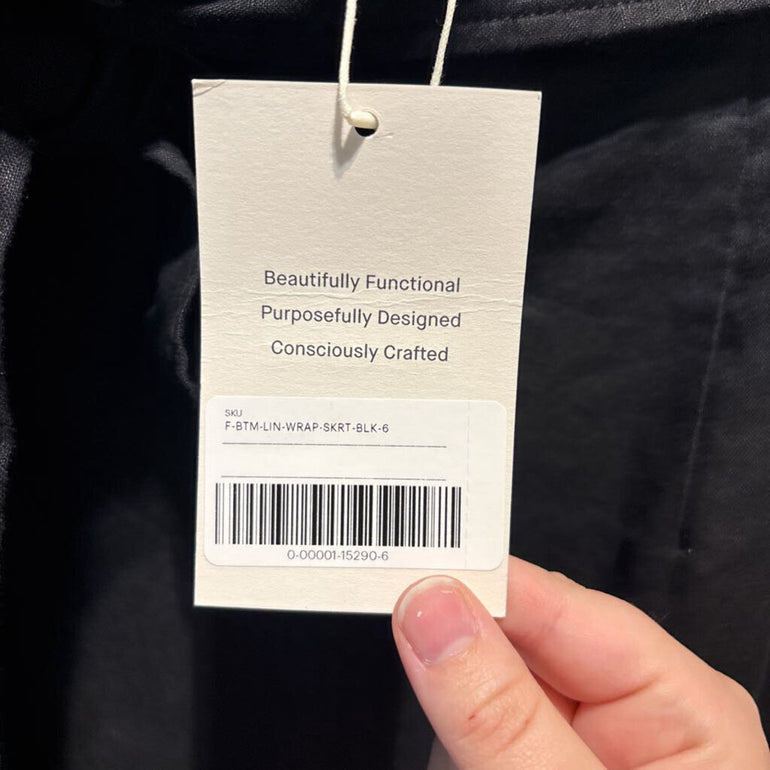 Beautifully Functional
Purposefully Designed
Consciously Crafted
SKU
F-BTM-LIN-WRAP-SKRT-BLK-6
0-00001-15290-6